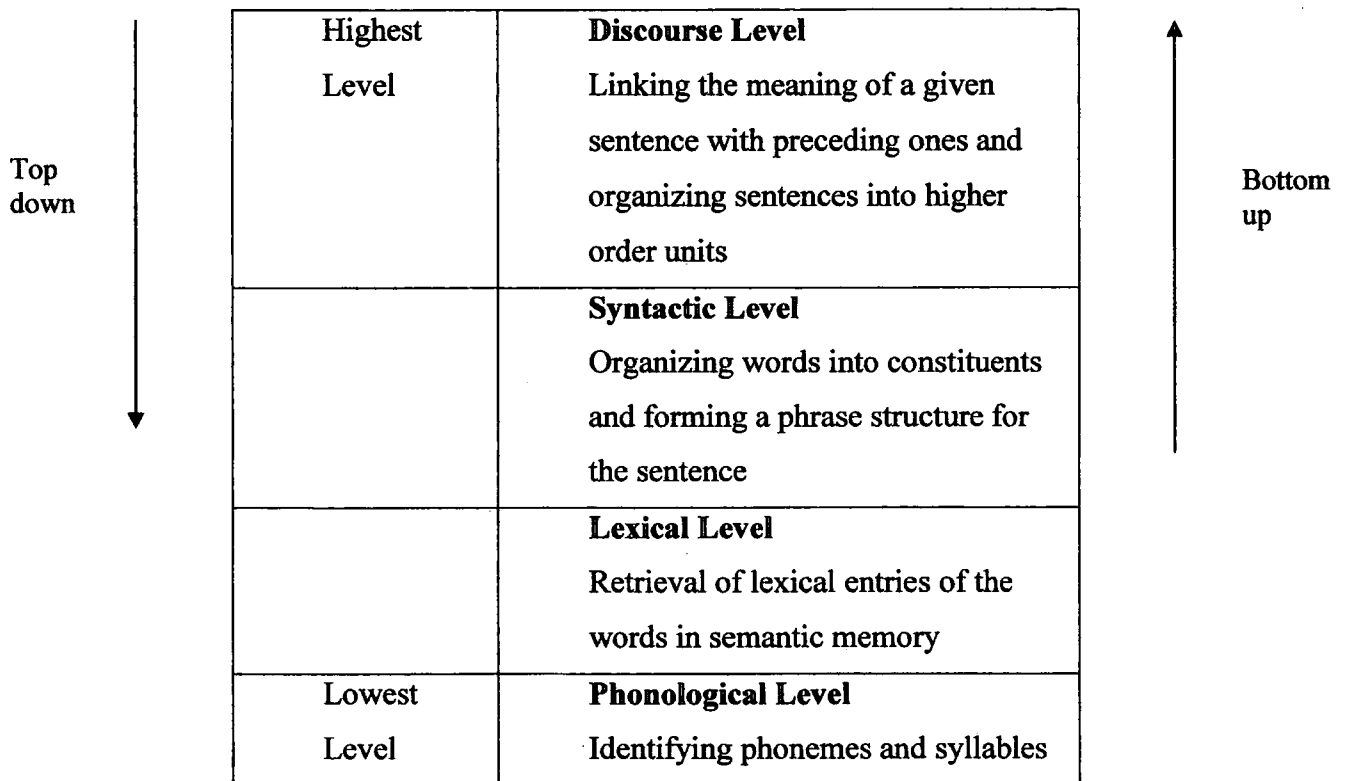 Top
down
Highest
Level
Discourse Level
Linking the meaning of a given
sentence with preceding ones and
organizing sentences into higher
order units
Syntactic Level
Organizing words into constituents
and forming a phrase structure for
the sentence
Lexical Level
Retrieval of lexical entries of the
words in semantic memory
Lowest
Level
Phonological Level
Identifying phonemes and syllables
Bottom
up